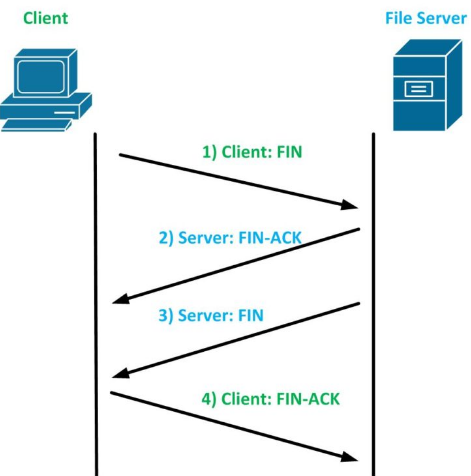 Client
File Server
1) Client: FIN
2) Server: FIN-ACK
3) Server: FIN
4) Client: FIN-ACK